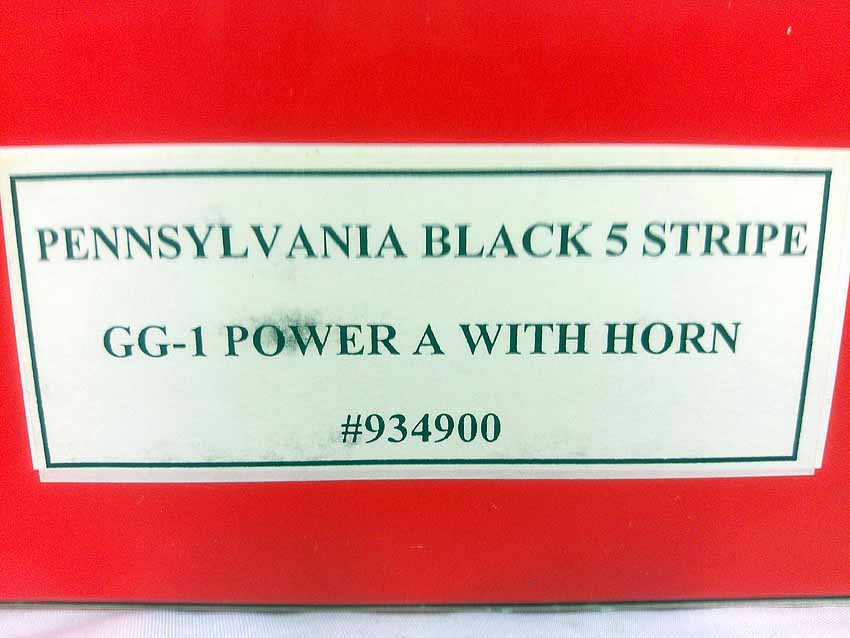 PENNSYLVANIA BLACK 5 STRIPE
GG-1 POWER A WITH HORN
#934900